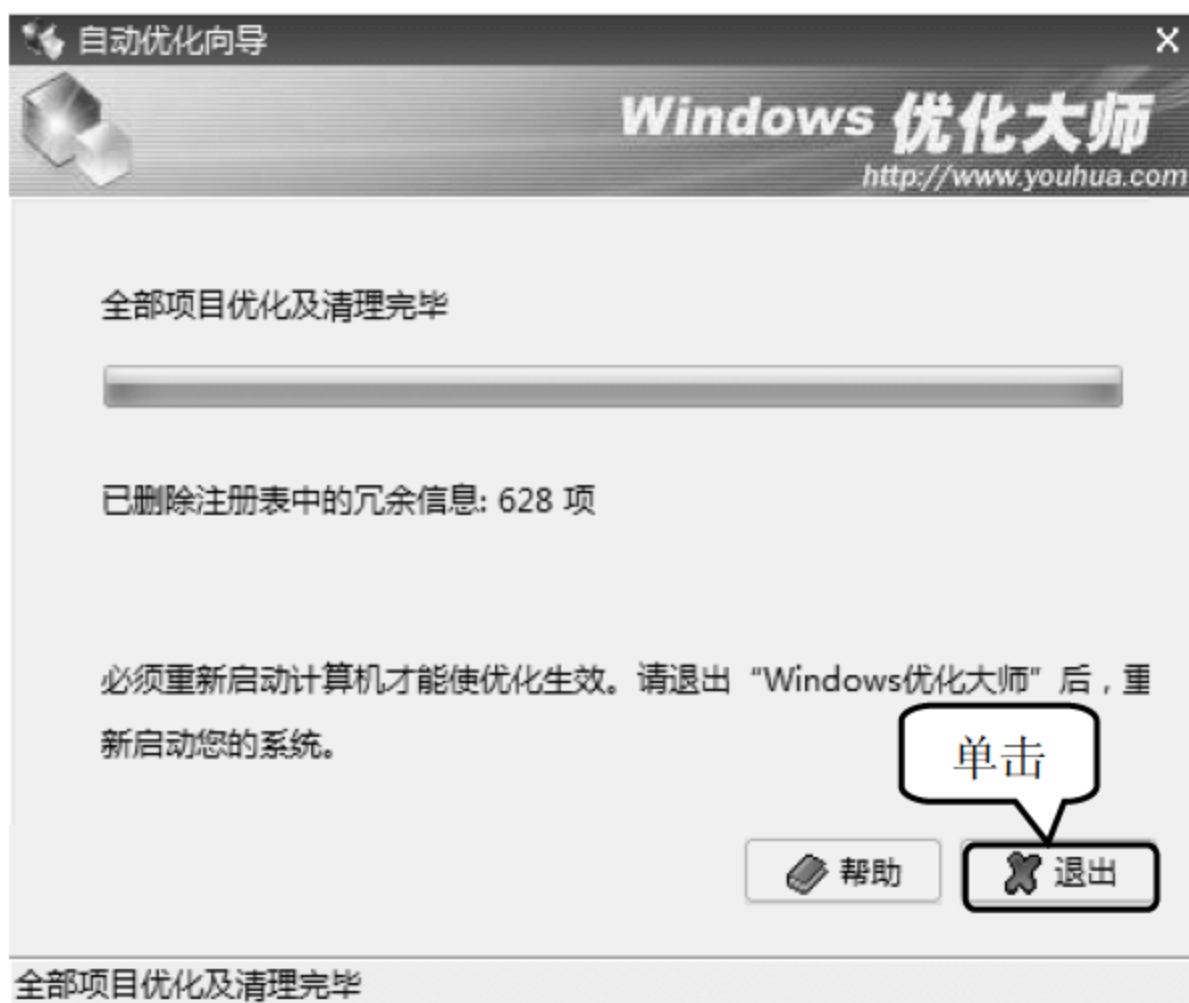 自动优化向导
Windows 优化大师
http://www.youhua.com
全部项目优化及清理完毕
已删除注册表中的冗余信息: 628 项
必须重新启动计算机才能使优化生效。请退出“Windows优化大师”后，重
新启动您的系统。
单击
帮助 退出
全部项目优化及清理完毕